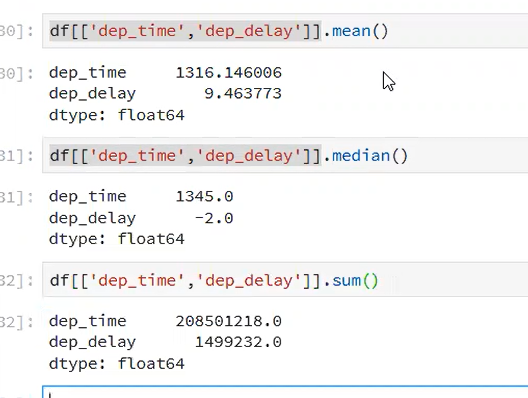 30]: df[['dep_time','dep_delay']].mean()
30]: dep_time 1316.146006
dep_delay 9.463773
dtype: float64
31]: df[['dep_time','dep_delay']].median()
31]: dep_time 1345.0
dep_delay -2.0
dtype: float64
32]: df[['dep_time','dep_delay']].sum()
32]: dep_time 208501218.0
dep_delay 1499232.0
dtype: float64